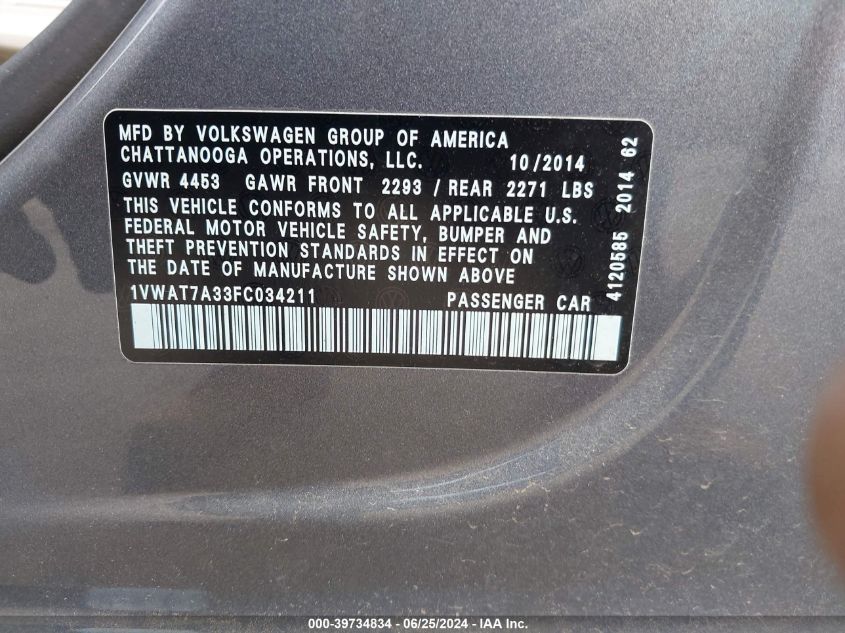 MFD BY VOLKSWAGEN GROUP OF AMERICA
CHATTANOOGA OPERATIONS, LLC. 10/2014
GVWR 4453 GAWR FRONT 2293 / REAR 2271 LBS
THIS VEHICLE CONFORMS TO ALL APPLICABLE U.S.
FEDERAL MOTOR VEHICLE SAFETY, BUMPER AND
THEFT PREVENTION STANDARDS IN EFFECT ON
THE DATE OF MANUFACTURE SHOWN ABOVE
1VWAT7A33FC034211 PASSENGER CAR
4120585 2014 62
000-39734834 - 06/25/2024 - IAA Inc.